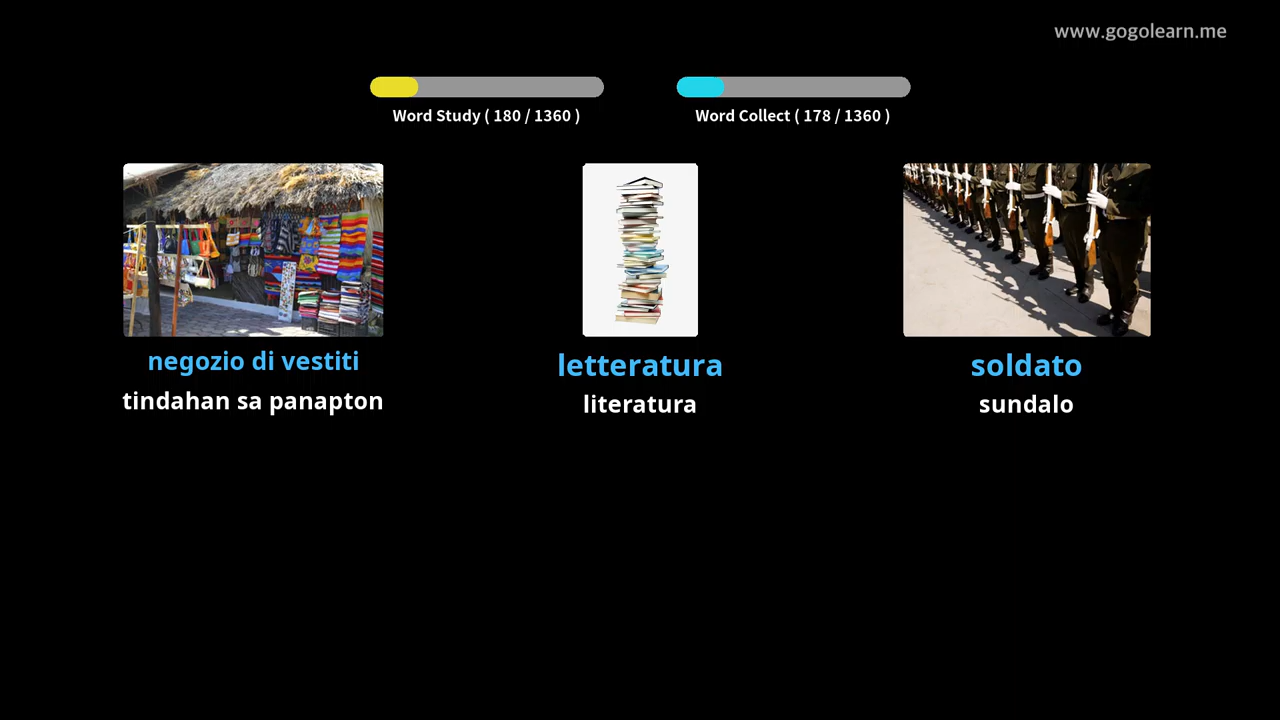 www.gogolearn.me
Word Study ( 180 / 1360 )
Word Collect ( 178 / 1360 )
negozio di vestiti
tindahan sa panapton
letteratura
literatura
soldato
sundalo